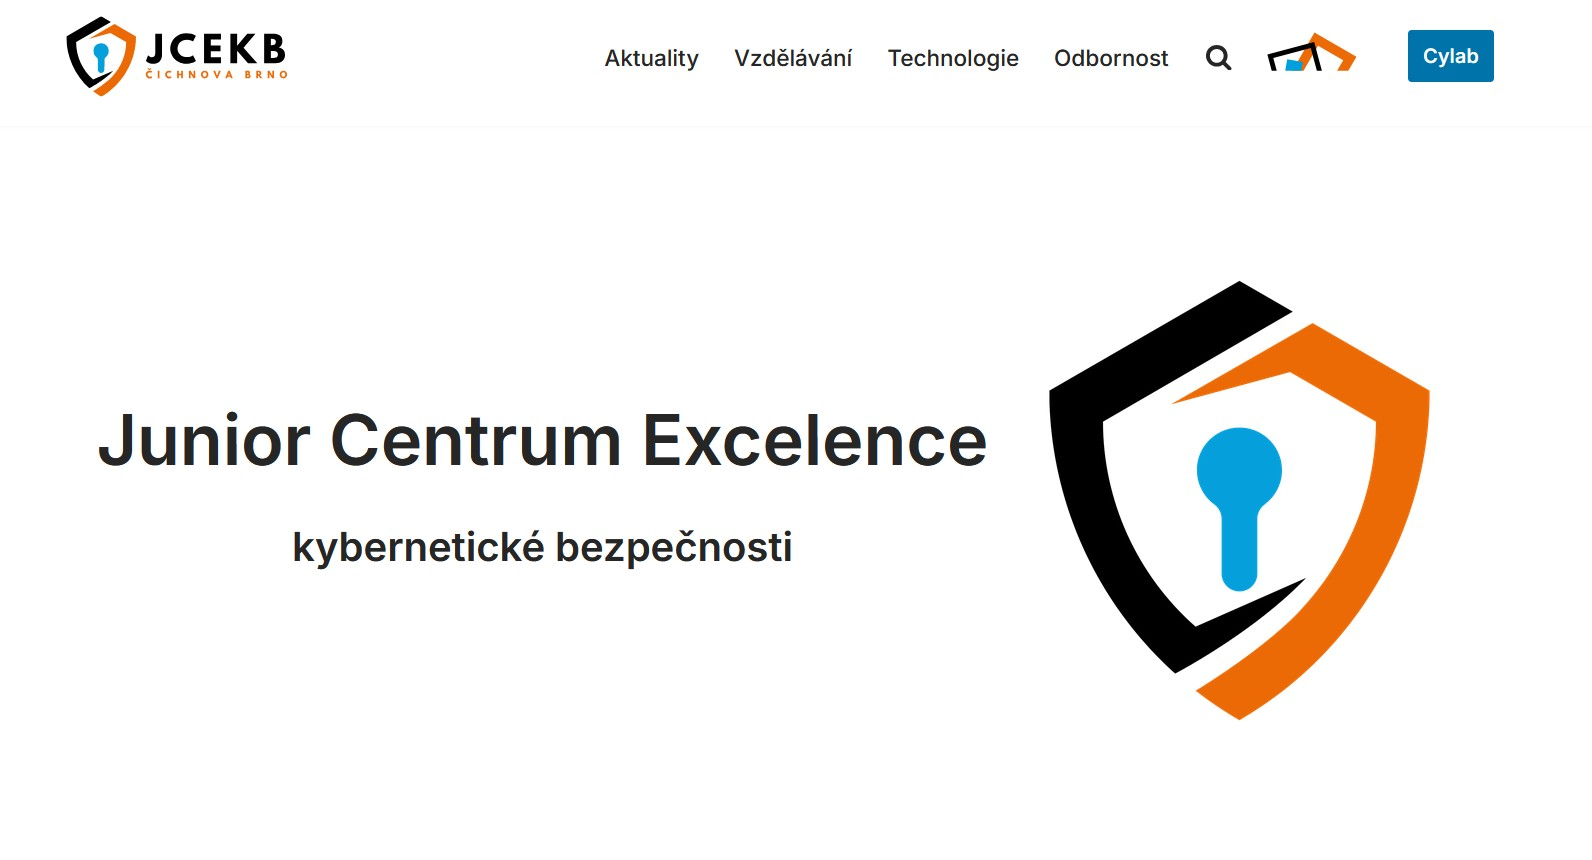 JCEKB
ČICHNOVA BRNO
Aktuality Vzdělávání Technologie Odbornost Cylab
Junior Centrum Excelence
kybernetické bezpečnosti